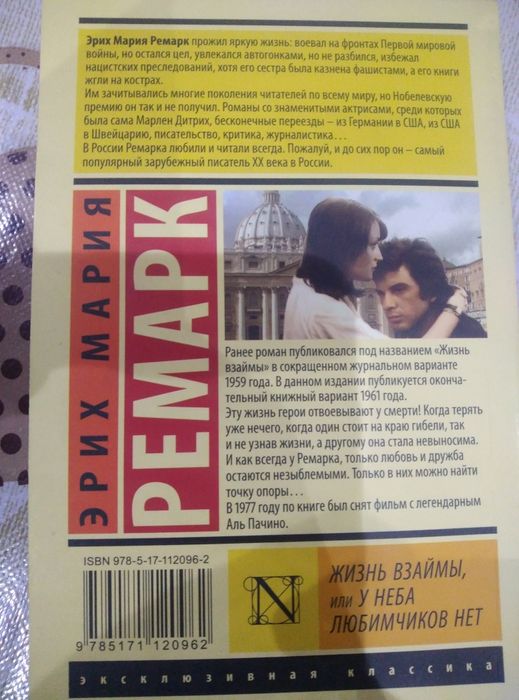 Эрих Мария Ремарк прожил яркую жизнь: воевал на фронтах Первой мировой
войны, но остался цел, увлекался автогонками, но не разбился, избежал
нацистских преследований, хотя его сестра была казнена фашистами, а его книги
жгли на кострах.
Им зачитывались многие поколения читателей по всему миру, но Нобелевскую
премию он так и не получил. Романы со знаменитыми актрисами, среди которых
была сама Марлен Дитрих, бесконечные переезды – из Германии в США, из США
в Швейцарию, писательство, критика, журналистика...
В России Ремарка любили и читали всегда. Пожалуй, и до сих пор он – самый
популярный зарубежный писатель XX века в России.
ЭРИХ МАРИЯ
РЕМАРК
Ранее роман публиковался под названием «Жизнь
взаймы» в сокращенном журнальном варианте
1959 года. В данном издании публикуется оконча-
тельный книжный вариант 1961 года.
Эту жизнь герои отвоевывают у смерти! Когда терять
уже нечего, когда один стоит на краю гибели, так
и не узнав жизни, а другому она стала невыносима.
И как всегда у Ремарка, только любовь и дружба
остаются незыблемыми. Только в них можно найти
точку опоры...
В 1977 году по книге был снят фильм с легендарным
Аль Пачино.
ISBN 978-5-17-112096-2
9 785171 120962
N
ЖИЗНЬ ВЗАЙМЫ,
ИЛИ У НЕБА
ЛЮБИМЧИКОВ НЕТ
эксклюзивная классика